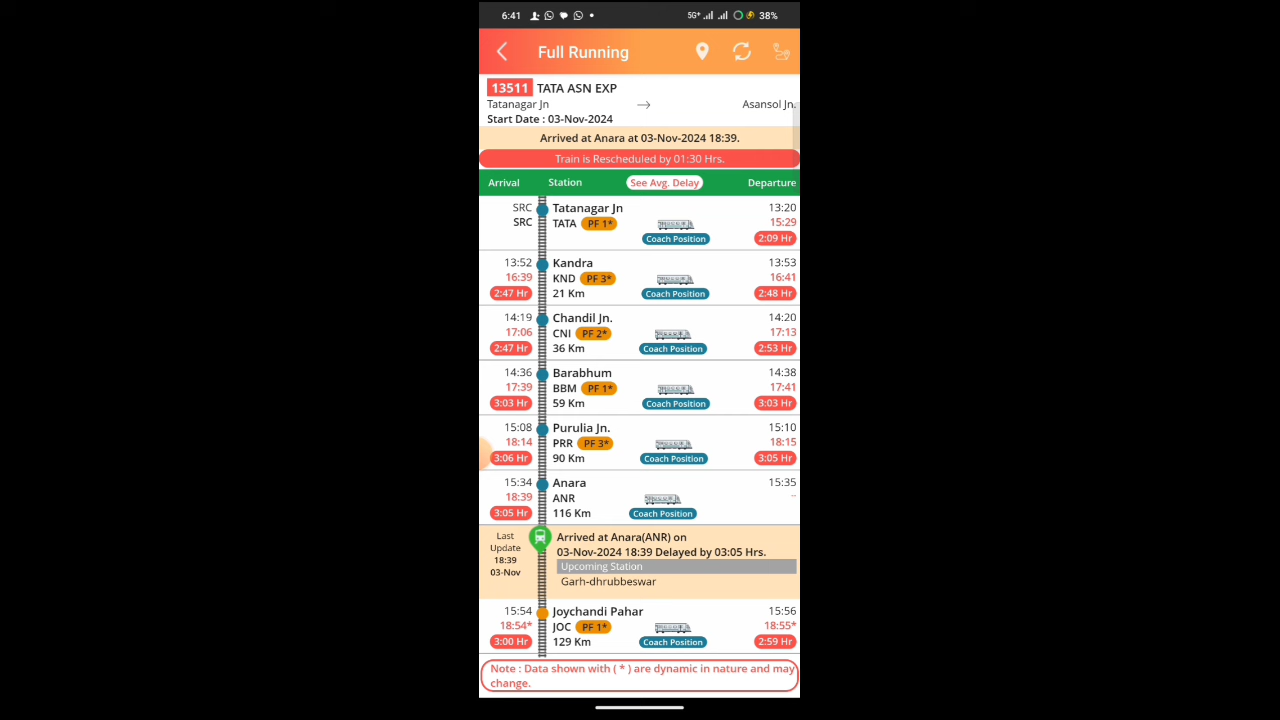 6:41 5G+ 38%
Full Running
13511 TATA ASN EXP
Tatanagar Jn Asansol Jn.
Start Date : 03-Nov-2024
Arrived at Anara at 03-Nov-2024 18:39.
Train is Rescheduled by 01:30 Hrs.
Arrival Station See Avg. Delay Departure
SRC Tatanagar Jn 13:20
SRC TATA PF 1* 15:29
Coach Position 2:09 Hr
13:52 Kandra 13:53
16:39 KND PF 3* 16:41
2:47 Hr 21 Km Coach Position 2:48 Hr
14:19 Chandil Jn. 14:20
17:06 CNI PF 2* 17:13
2:47 Hr 36 Km Coach Position 2:53 Hr
14:36 Barabhum 14:38
17:39 BBM PF 1* 17:41
3:03 Hr 59 Km Coach Position 3:03 Hr
15:08 Purulia Jn. 15:10
18:14 PRR PF 3* 18:15
3:06 Hr 90 Km Coach Position 3:05 Hr
15:34 Anara 15:35
18:39 ANR --
3:05 Hr 116 Km Coach Position
Last Update 18:39 03-Nov
Arrived at Anara(ANR) on
03-Nov-2024 18:39 Delayed by 03:05 Hrs.
Upcoming Station
Garh-dhrubbeswar
15:54 Joychandi Pahar 15:56
18:54* JOC PF 1* 18:55*
3:00 Hr 129 Km Coach Position 2:59 Hr
Note : Data shown with ( * ) are dynamic in nature and may
change.